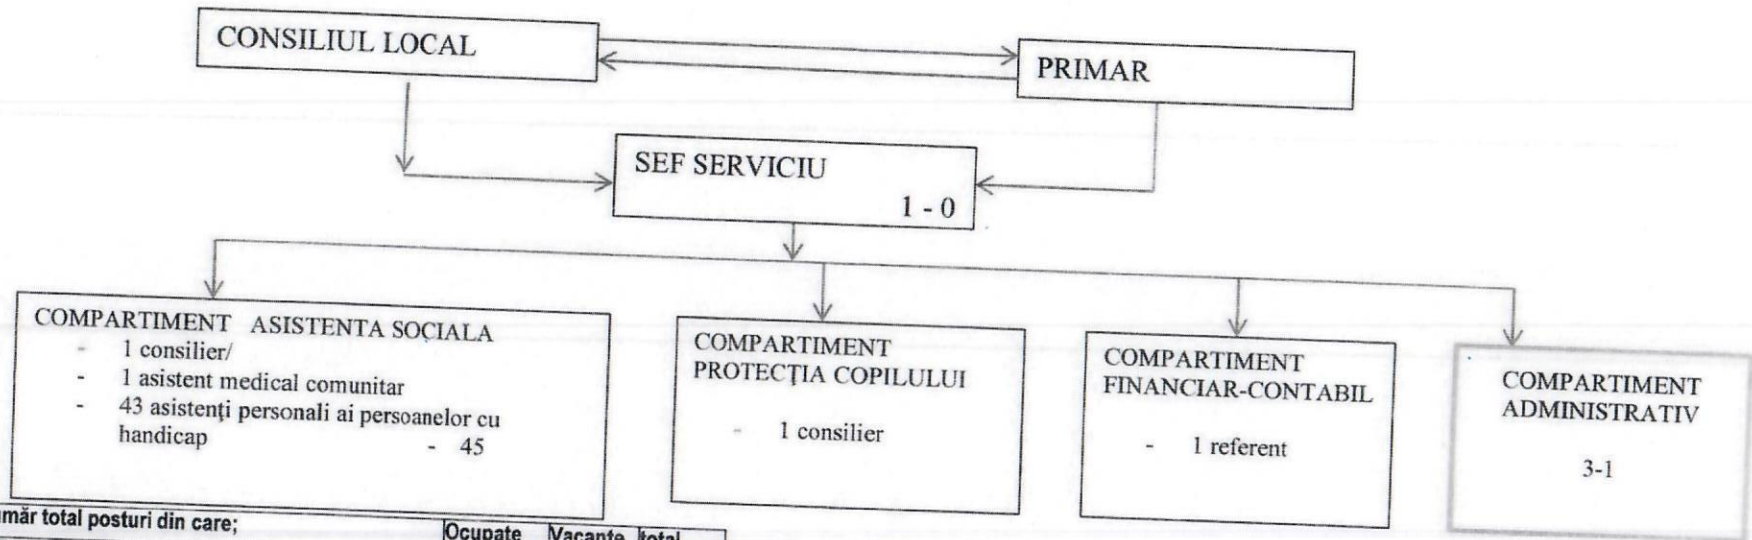 CONSILIUL LOCAL
PRIMAR
SEF SERVICIU
1 - 0
COMPARTIMENT ASISTENTA SOCIALA
- 1 consilier/
- 1 asistent medical comunitar
- 43 asistenţi personali ai persoanelor cu
handicap - 45
COMPARTIMENT
PROTECŢIA COPILULUI
- 1 consilier
COMPARTIMENT
FINANCIAR-CONTABIL
- 1 referent
COMPARTIMENT
ADMINISTRATIV
3-1
măr total posturi din care; Ocupate Vacante total